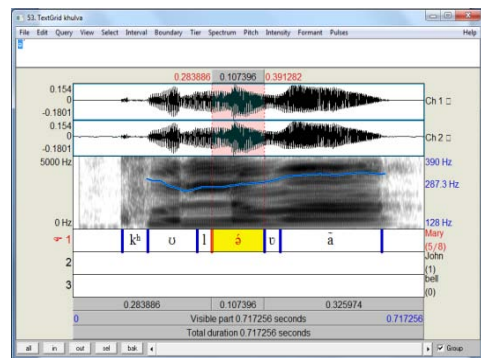 53. TextGrid khulva
File Edit Query View Select Interval Boundary Tier Spectrum Pitch Intensity Formant Pulses Help
0.283886 0.107396 0.391282
0.154
0
-0.1801
Ch 1
0.154
0
-0.1801
Ch 2
5000 Hz
390 Hz
287.3 Hz
0 Hz
128 Hz
1 kʰ ʊ l ə́ ʋ ã Mary (5/8)
2 John (1)
3 bell (0)
0.283886 0.107396 0.325974
0 Visible part 0.717256 seconds 0.717256
Total duration 0.717256 seconds
all in out sel bak Group